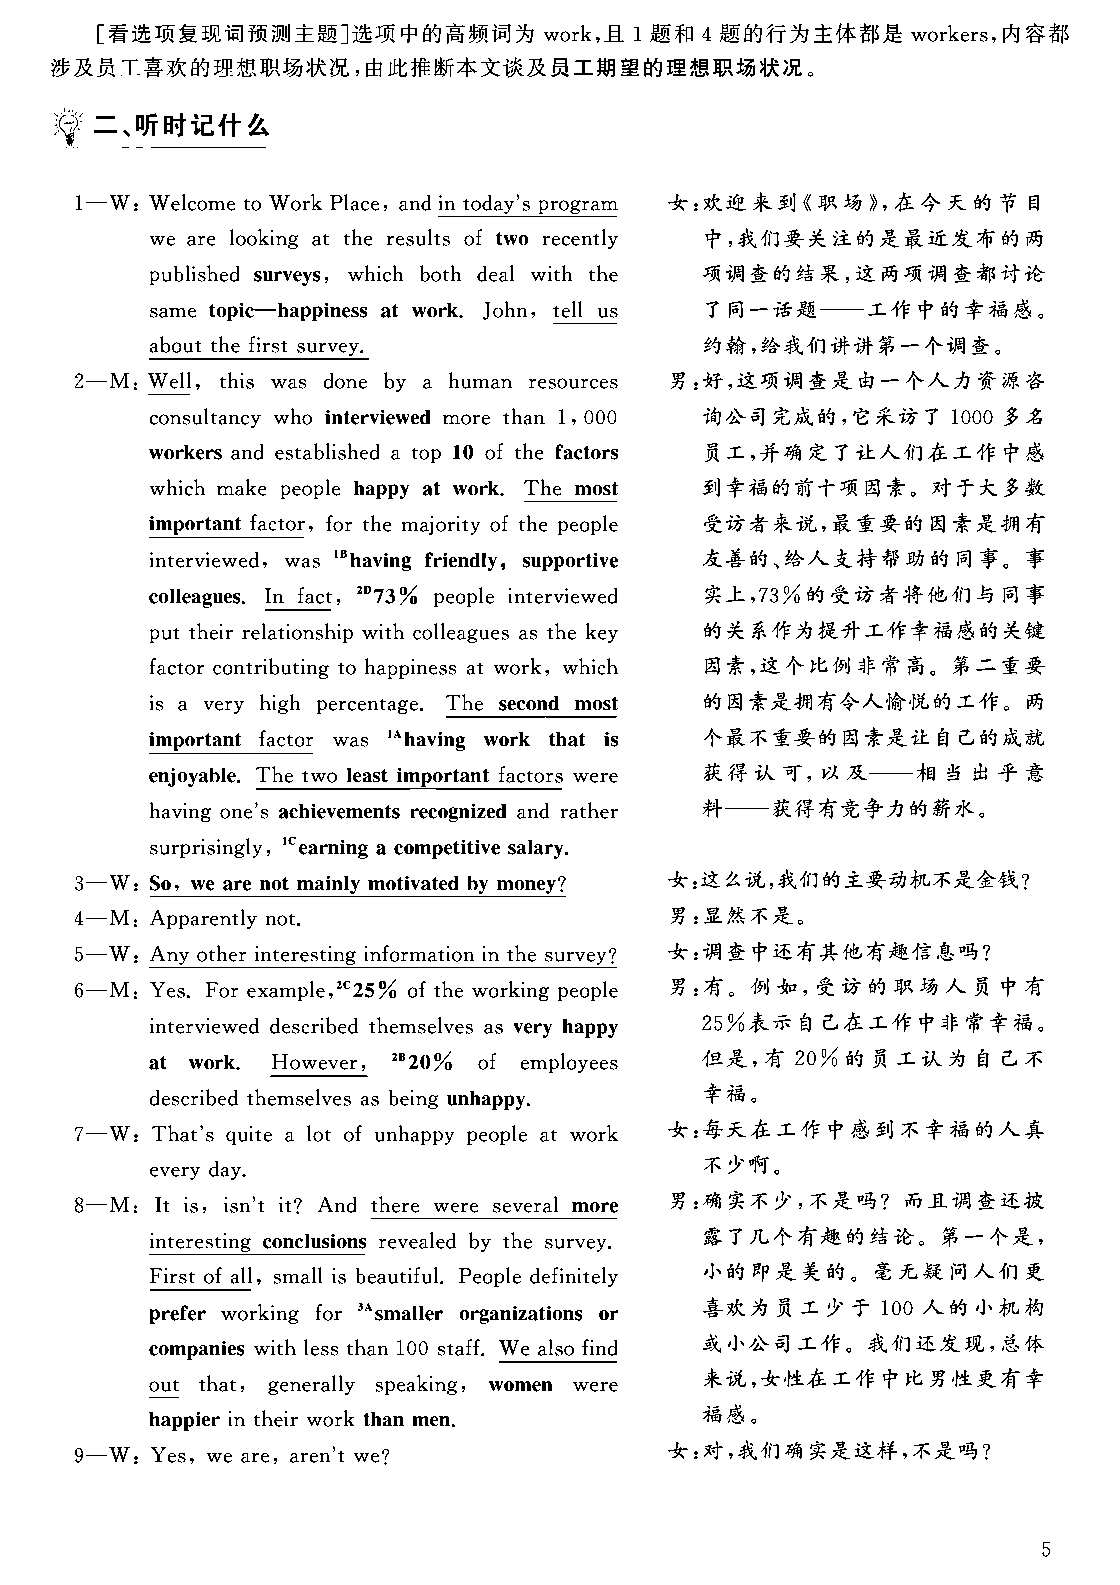 [看选项复现词预测主题]选项中的高频词为 work,且 1 题和 4 题的行为主体都是 workers,内容都
涉及员工喜欢的理想职场状况,由此推断本文谈及员工期望的理想职场状况。
二、听时记什么
1—W: Welcome to Work Place, and in today's program
we are looking at the results of two recently
published surveys, which both deal with the
same topic—happiness at work. John, tell us
about the first survey.
2—M: Well, this was done by a human resources
consultancy who interviewed more than 1,000
workers and established a top 10 of the factors
which make people happy at work. The most
important factor, for the majority of the people
interviewed, was 1Bhaving friendly, supportive
colleagues. In fact, 2D73% people interviewed
put their relationship with colleagues as the key
factor contributing to happiness at work, which
is a very high percentage. The second most
important factor was 1Ahaving work that is
enjoyable. The two least important factors were
having one's achievements recognized and rather
surprisingly, 1Cearning a competitive salary.
3—W: So, we are not mainly motivated by money?
4—M: Apparently not.
5—W: Any other interesting information in the survey?
6—M: Yes. For example,2C25% of the working people
interviewed described themselves as very happy
at work. However, 2B20% of employees
described themselves as being unhappy.
7—W: That's quite a lot of unhappy people at work
every day.
8—M: It is, isn't it? And there were several more
interesting conclusions revealed by the survey.
First of all, small is beautiful. People definitely
prefer working for 3Asmaller organizations or
companies with less than 100 staff. We also find
out that, generally speaking, women were
happier in their work than men.
9—W: Yes, we are, aren't we?
女:欢迎来到《职场》,在今天的节目
中,我们要关注的是最近发布的两
项调查的结果,这两项调查都讨论
了同一话题——工作中的幸福感。
约翰,给我们讲讲第一个调查。
男:好,这项调查是由一个人力资源咨
询公司完成的,它采访了 1000 多名
员工,并确定了让人们在工作中感
到幸福的前十项因素。对于大多数
受访者来说,最重要的因素是拥有
友善的、给人支持帮助的同事。事
实上,73%的受访者将他们与同事
的关系作为提升工作幸福感的关键
因素,这个比例非常高。第二重要
的因素是拥有令人愉悦的工作。两
个最不重要的因素是让自己的成就
获得认可,以及——相当出乎意
料——获得有竞争力的薪水。
女:这么说,我们的主要动机不是金钱?
男:显然不是。
女:调查中还有其他有趣信息吗?
男:有。例如,受访的职场人员中有
25%表示自己在工作中非常幸福。
但是,有 20%的员工认为自己不
幸福。
女:每天在工作中感到不幸福的人真
不少啊。
男:确实不少,不是吗?而且调查还披
露了几个有趣的结论。第一个是,
小的即是美的。毫无疑问人们更
喜欢为员工少于 100 人的小机构
或小公司工作。我们还发现,总体
来说,女性在工作中比男性更有幸
福感。
女:对,我们确实是这样,不是吗?
5